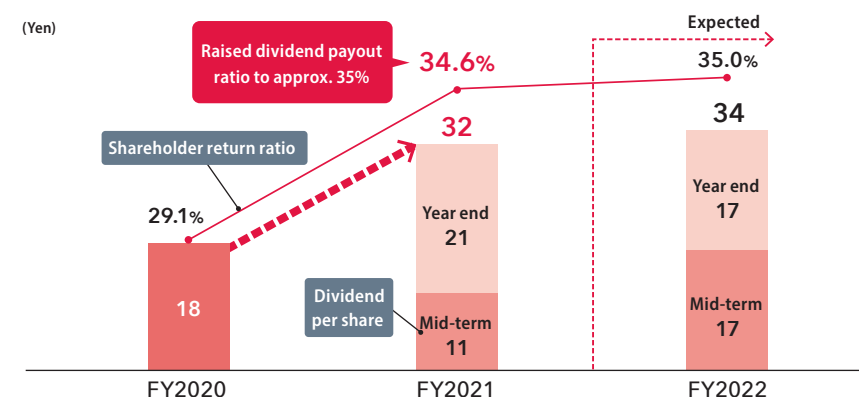 (Yen)
Expected
Raised dividend payout
ratio to approx. 35%
34.6%
35.0%
32
34
Shareholder return ratio
29.1%
Year end
21
Year end
17
18
Dividend
per share
Mid-term
11
Mid-term
17
FY2020
FY2021
FY2022